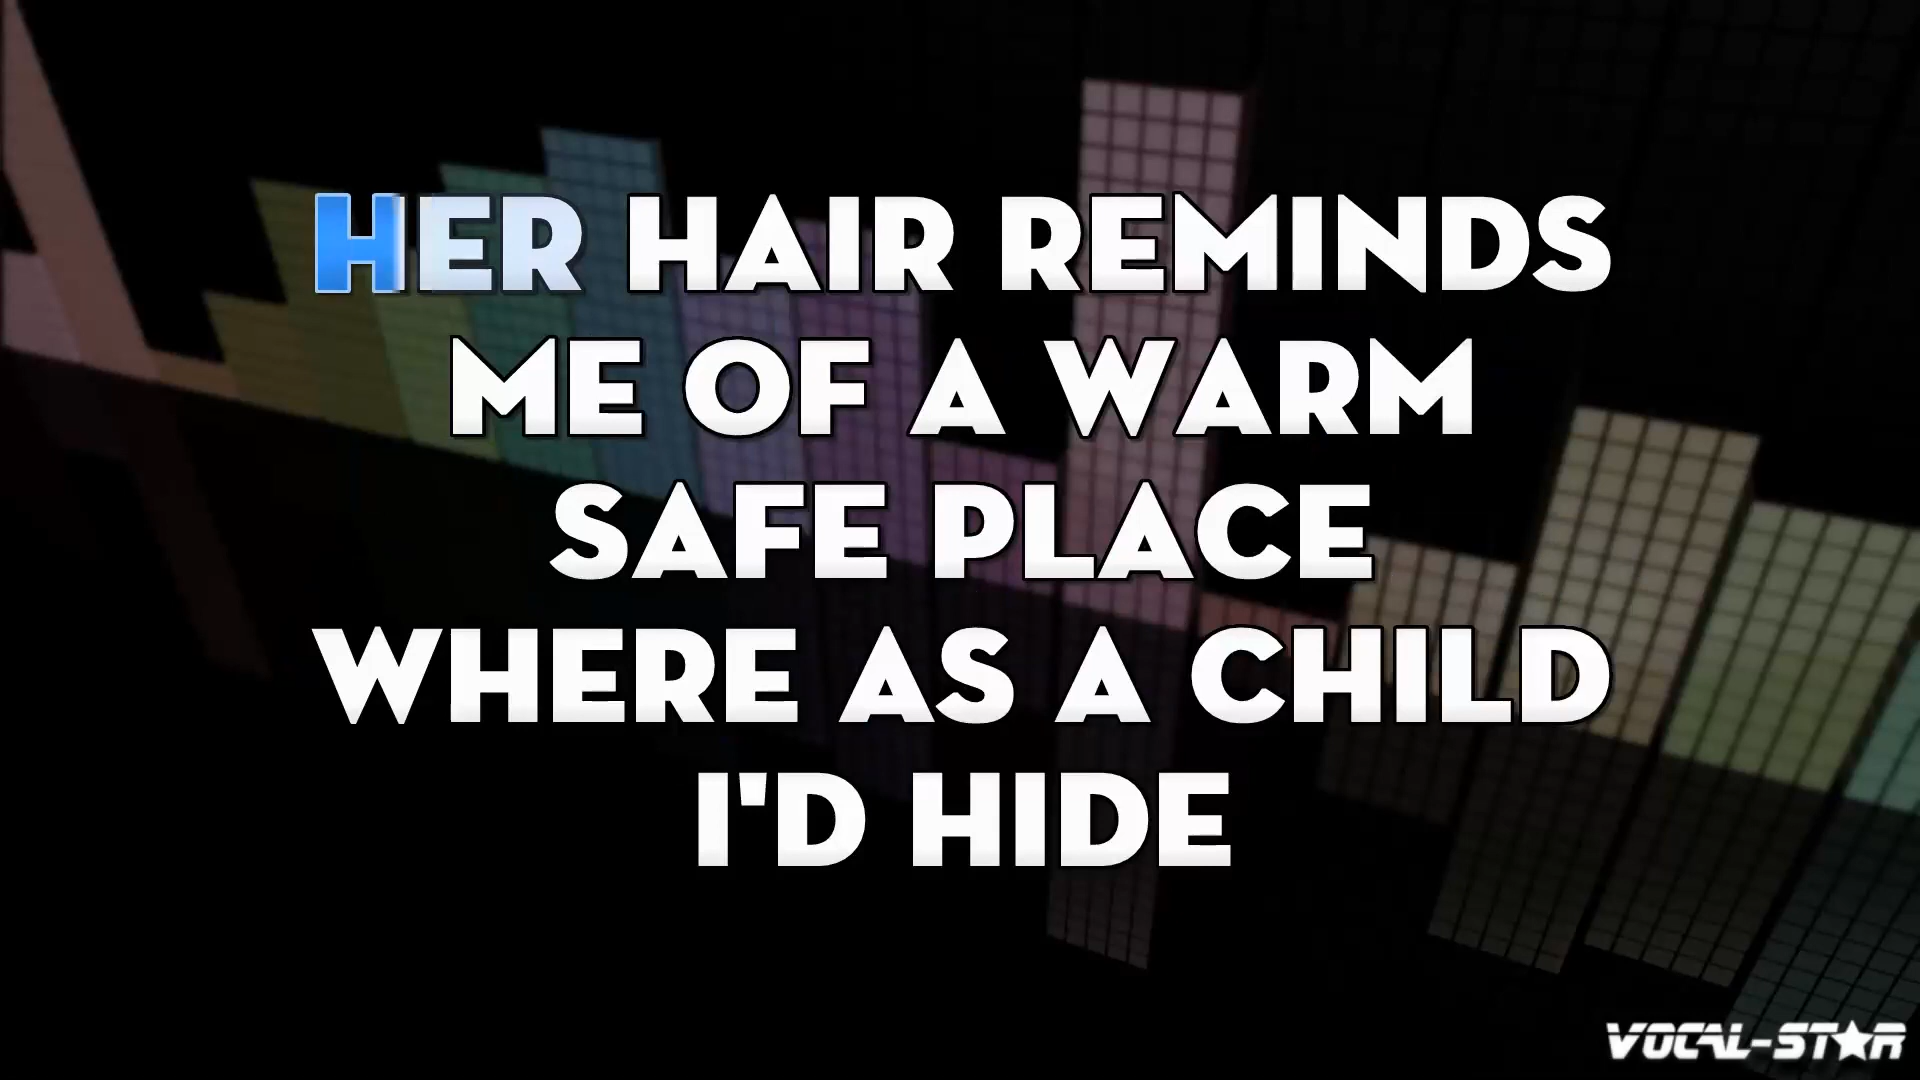 HER HAIR REMINDS
ME OF A WARM
SAFE PLACE
WHERE AS A CHILD
I'D HIDE
VOCAL-STAR